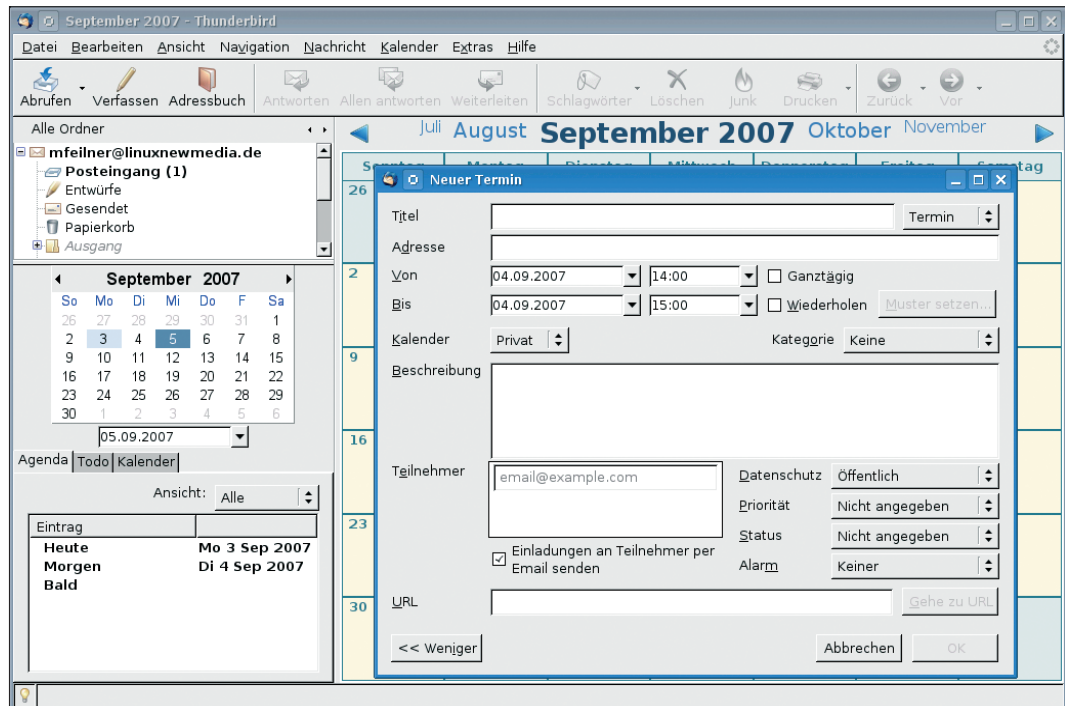 September 2007 - Thunderbird
Datei Bearbeiten Ansicht Navigation Nachricht Kalender Extras Hilfe
Abrufen Verfassen Adressbuch Antworten Allen antworten Weiterleiten Schlagwörter Löschen Junk Drucken Zurück Vor
Alle Ordner
mfeilner@linuxnewmedia.de
Posteingang (1)
Entwürfe
Gesendet
Papierkorb
Ausgang
September 2007
So Mo Di Mi Do F Sa
26 27 28 29 30 31 1
2 3 4 5 6 7 8
9 10 11 12 13 14 15
16 17 18 19 20 21 22
23 24 25 26 27 28 29
30 1 2 3 4 5 6
05.09.2007
Agenda Todo Kalender
Ansicht: Alle
Eintrag
Heute Mo 3 Sep 2007
Morgen Di 4 Sep 2007
Bald
Juli August September 2007 Oktober November
26
2
9
16
23
30
Neuer Termin
Titel Termin
Adresse
Von 04.09.2007 14:00 Ganztägig
Bis 04.09.2007 15:00 Wiederholen Muster setzen...
Kalender Privat Kategorie Keine
Beschreibung
Teilnehmer email@example.com
Datenschutz Öffentlich
Priorität Nicht angegeben
Status Nicht angegeben
Alarm Keiner
Einladungen an Teilnehmer per
Email senden
URL Gehe zu URL
<< Weniger Abbrechen OK